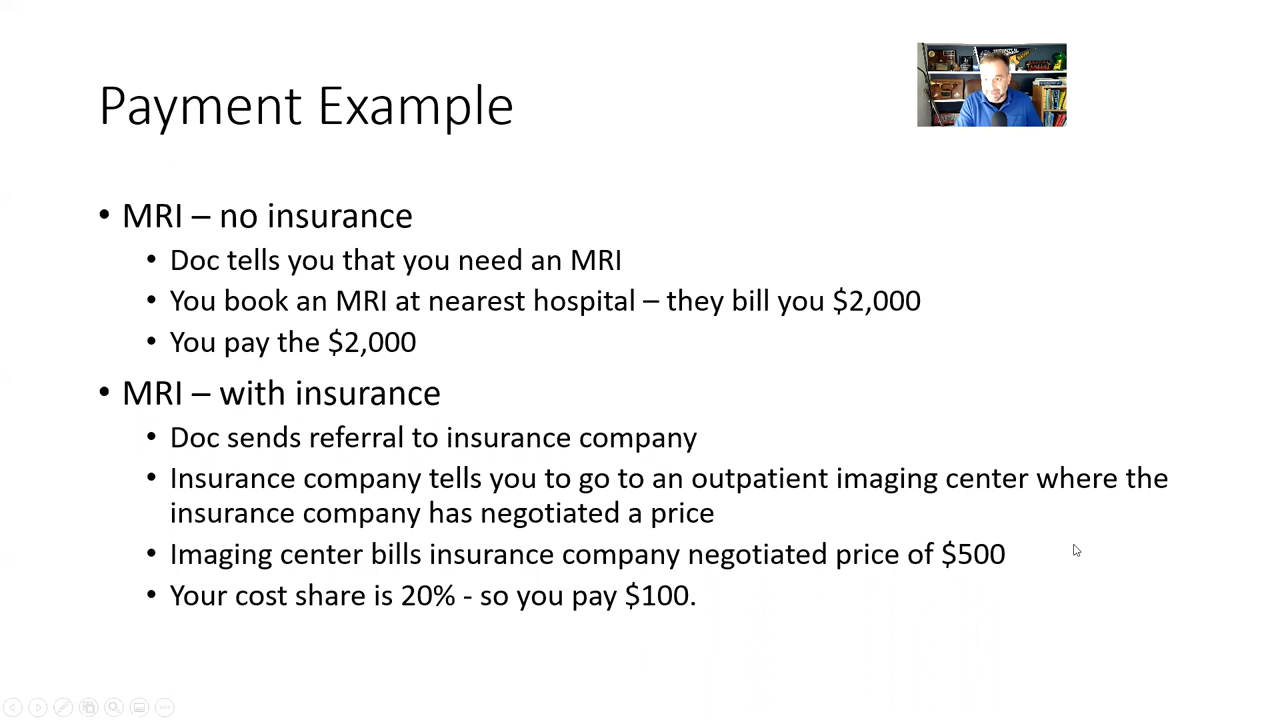 Payment Example
• MRI – no insurance
• Doc tells you that you need an MRI
• You book an MRI at nearest hospital – they bill you $2,000
• You pay the $2,000
• MRI – with insurance
• Doc sends referral to insurance company
• Insurance company tells you to go to an outpatient imaging center where the
insurance company has negotiated a price
• Imaging center bills insurance company negotiated price of $500
• Your cost share is 20% - so you pay $100.